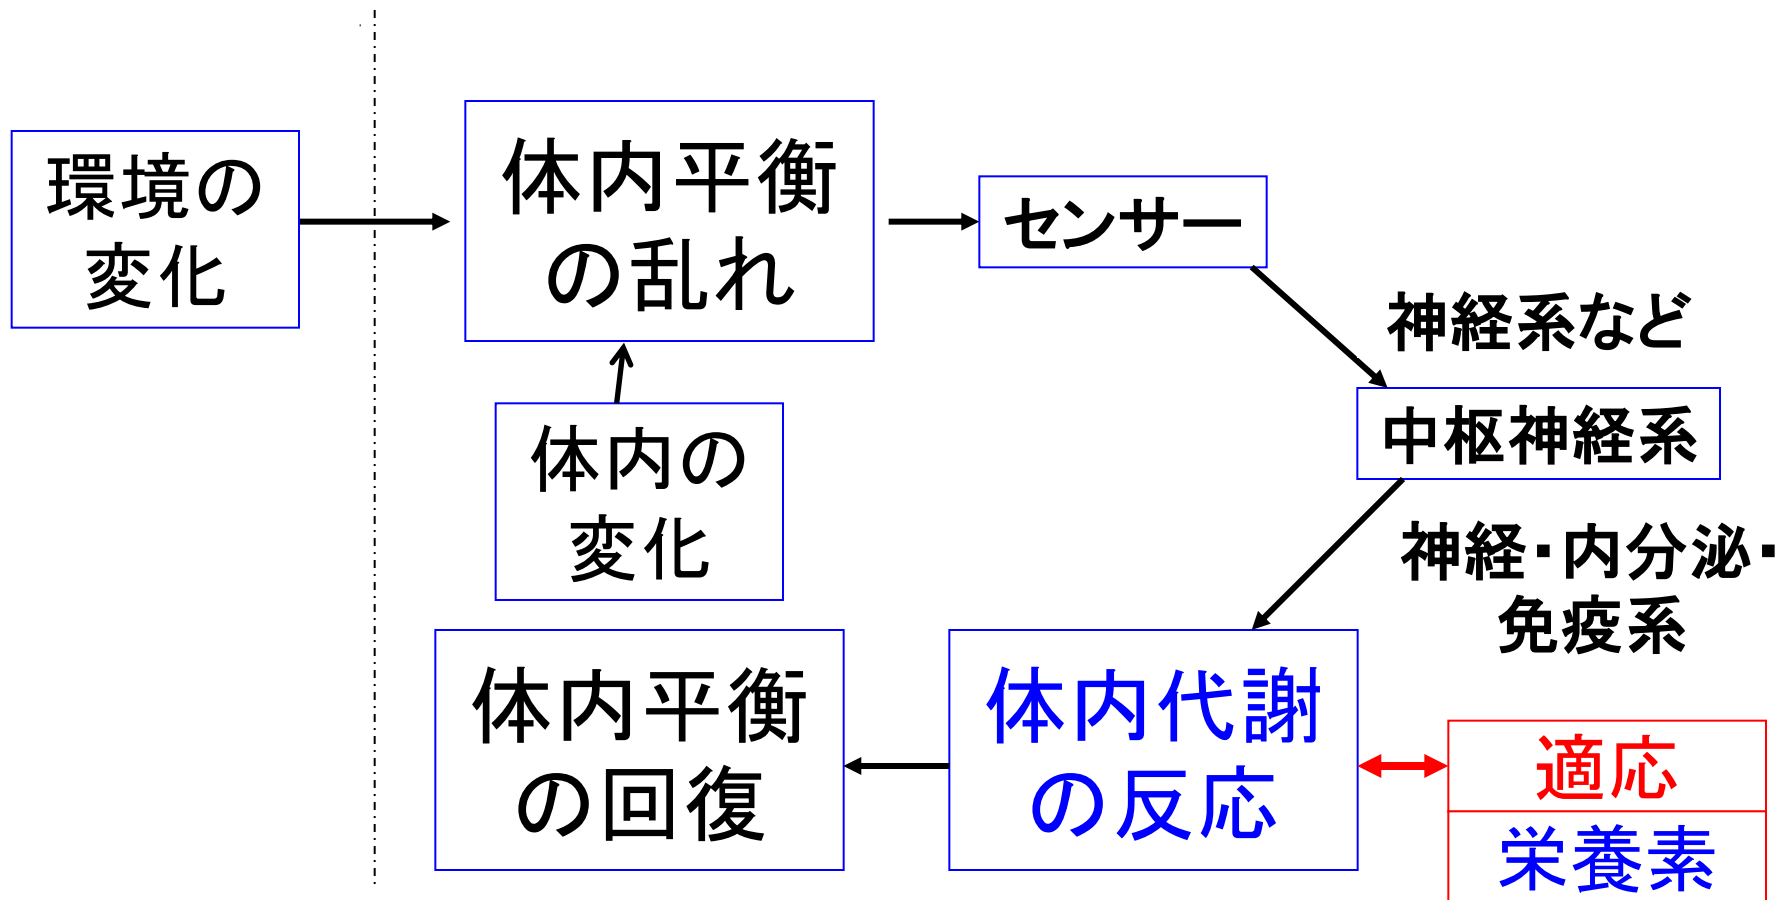 環境の
変化
体内平衡
の乱れ
センサー
神経系など
中枢神経系
体内の
変化
神経・内分泌・
免疫系
体内平衡
の回復
体内代謝
の反応
適応
栄養素